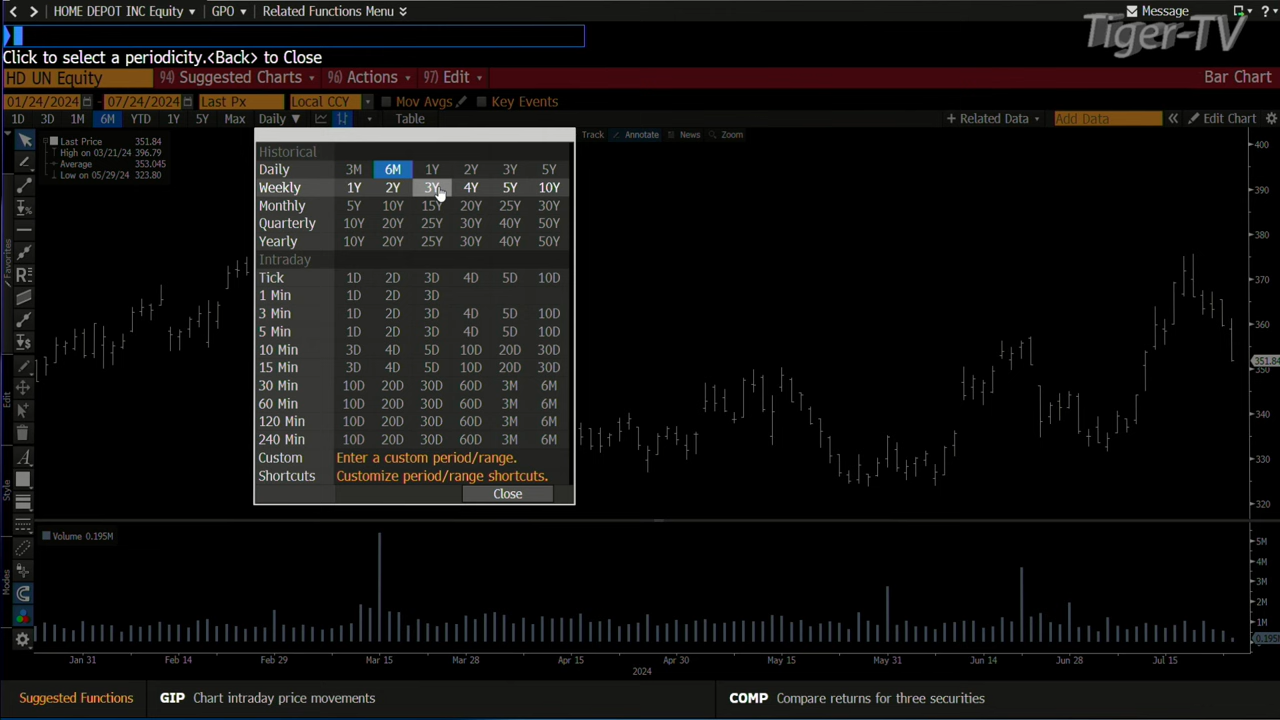 HOME DEPOT INC Equity GPO Related Functions Menu Message
Tiger-TV
Click to select a periodicity.<Back> to Close
HD UN Equity 94) Suggested Charts 96) Actions 97) Edit Bar Chart
01/24/2024 - 07/24/2024 Last Px Local CCY Mov Avgs Key Events
1D 3D 1M 6M YTD 1Y 5Y Max Daily ▼ Table + Related Data Add Data « Edit Chart
Track Annotate News Zoom
Last Price 351.84
High on 03/21/24 396.79
Average 353.045
Low on 05/29/24 323.80
Historical
Daily 3M 6M 1Y 2Y 3Y 5Y
Weekly 1Y 2Y 3Y 4Y 5Y 10Y
Monthly 5Y 10Y 15Y 20Y 25Y 30Y
Quarterly 10Y 20Y 25Y 30Y 40Y 50Y
Yearly 10Y 20Y 25Y 30Y 40Y 50Y
Intraday
Tick 1D 2D 3D 4D 5D 10D
1 Min 1D 2D 3D
3 Min 1D 2D 3D 4D 5D 10D
5 Min 1D 2D 3D 4D 5D 10D
10 Min 3D 4D 5D 10D 20D 30D
15 Min 3D 4D 5D 10D 20D 30D
30 Min 10D 20D 30D 60D 3M 6M
60 Min 10D 20D 30D 60D 3M 6M
120 Min 10D 20D 30D 60D 3M 6M
240 Min 10D 20D 30D 60D 3M 6M
Custom Enter a custom period/range.
Shortcuts Customize period/range shortcuts.
Close
400
390
380
370
360
351.84
350
340
330
320
Favorites
Edit
Style
Modes
Volume 0.195M
5M
4M
3M
2M
1M
0.195M
Jan 31 Feb 14 Feb 29 Mar 15 Mar 28 Apr 15 Apr 30 May 15 May 31 Jun 14 Jun 28 Jul 15
2024
Suggested Functions GIP Chart intraday price movements COMP Compare returns for three securities